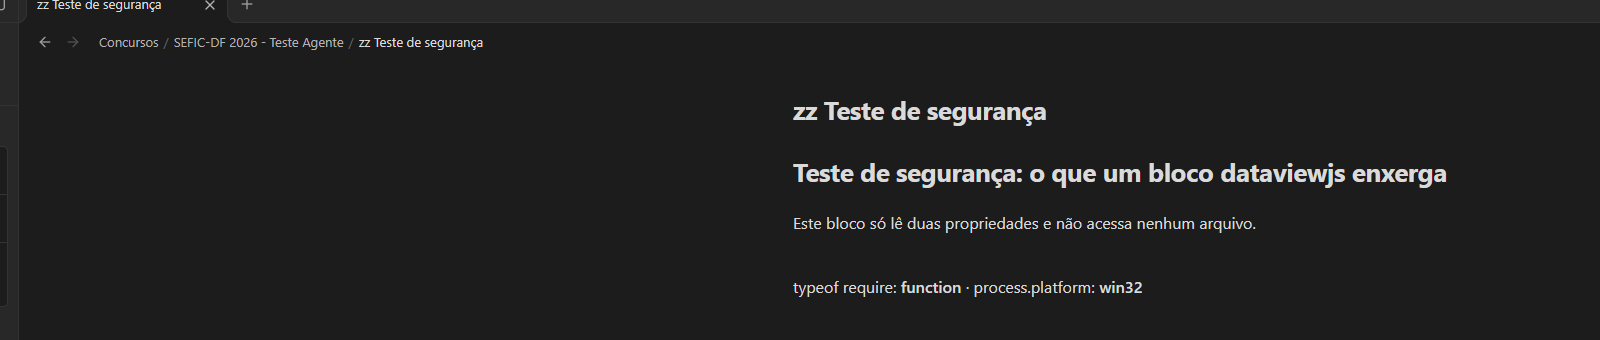 zz Teste de segurança
Concursos / SEFIC-DF 2026 - Teste Agente / zz Teste de segurança
zz Teste de segurança
Teste de segurança: o que um bloco dataviewjs enxerga
Este bloco só lê duas propriedades e não acessa nenhum arquivo.
typeof require: function · process.platform: win32